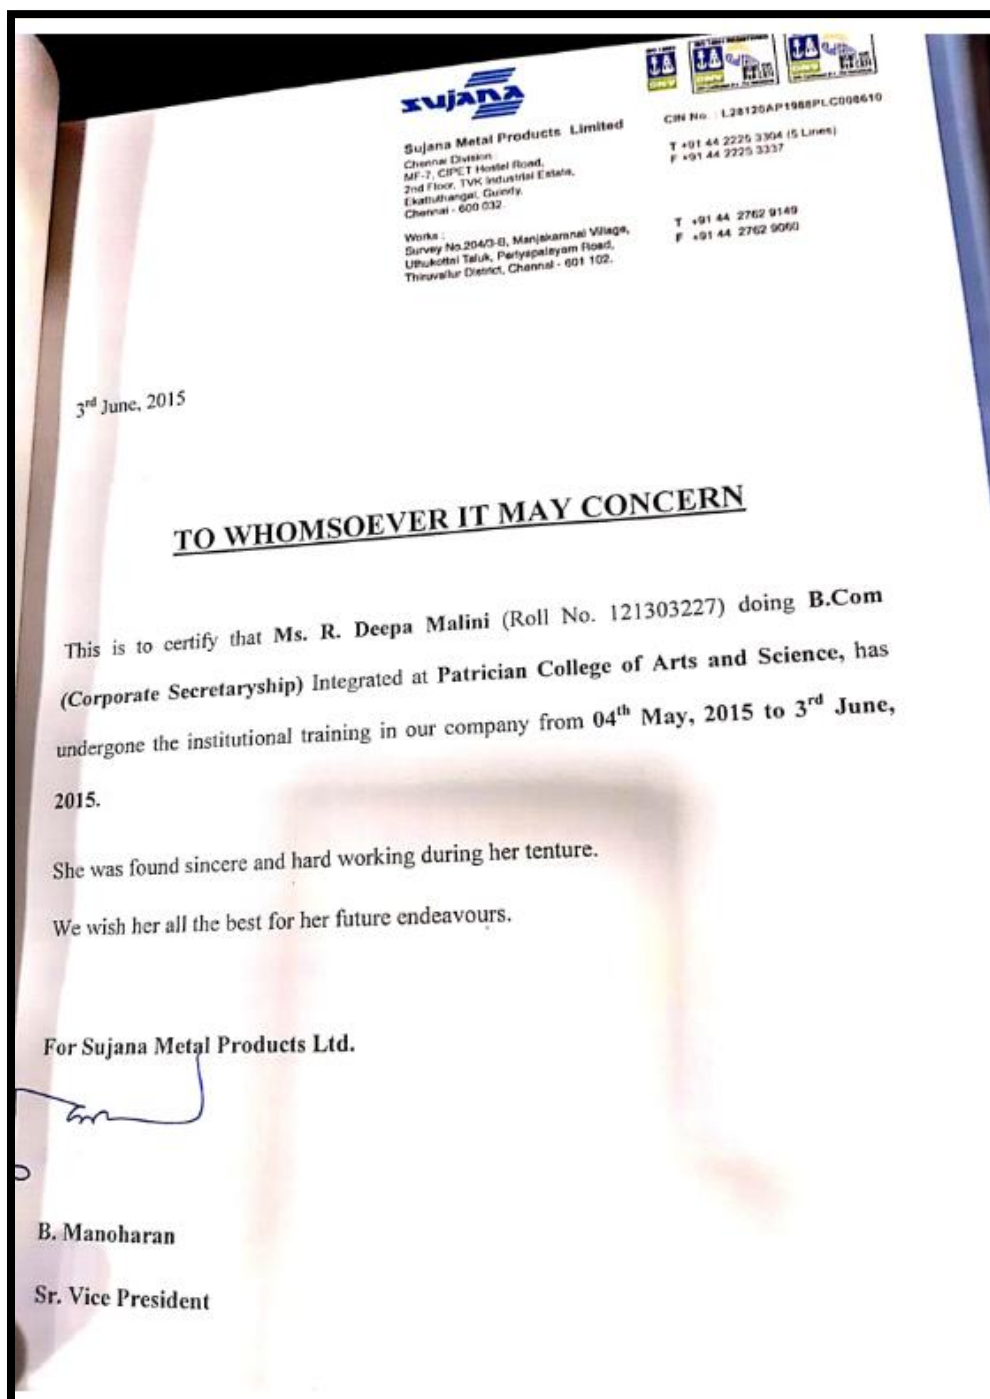 sujana
Sujana Metal Products Limited
Chennai Division :
MF-7, CIPET Hostel Road,
2nd Floor, TVK Industrial Estate,
Ekattuthangal, Guindy,
Chennai - 600 032.
Works :
Survey No.204/3-B, Manjakaranai Village,
Uthukottai Taluk, Periyapalayam Road,
Thiruvallur District, Chennai - 601 102.
DNV
DNV
DNV
CIN No. : L28120AP1988PLC008610
T +91 44 2225 3304 (5 Lines)
F +91 44 2225 3337
T +91 44 2762 9149
F +91 44 2762 9060
3rd June, 2015
TO WHOMSOEVER IT MAY CONCERN
This is to certify that Ms. R. Deepa Malini (Roll No. 121303227) doing B.Com
(Corporate Secretaryship) Integrated at Patrician College of Arts and Science, has
undergone the institutional training in our company from 04th May, 2015 to 3rd June,
2015.
She was found sincere and hard working during her tenture.
We wish her all the best for her future endeavours.
For Sujana Metal Products Ltd.
B. Manoharan
Sr. Vice President